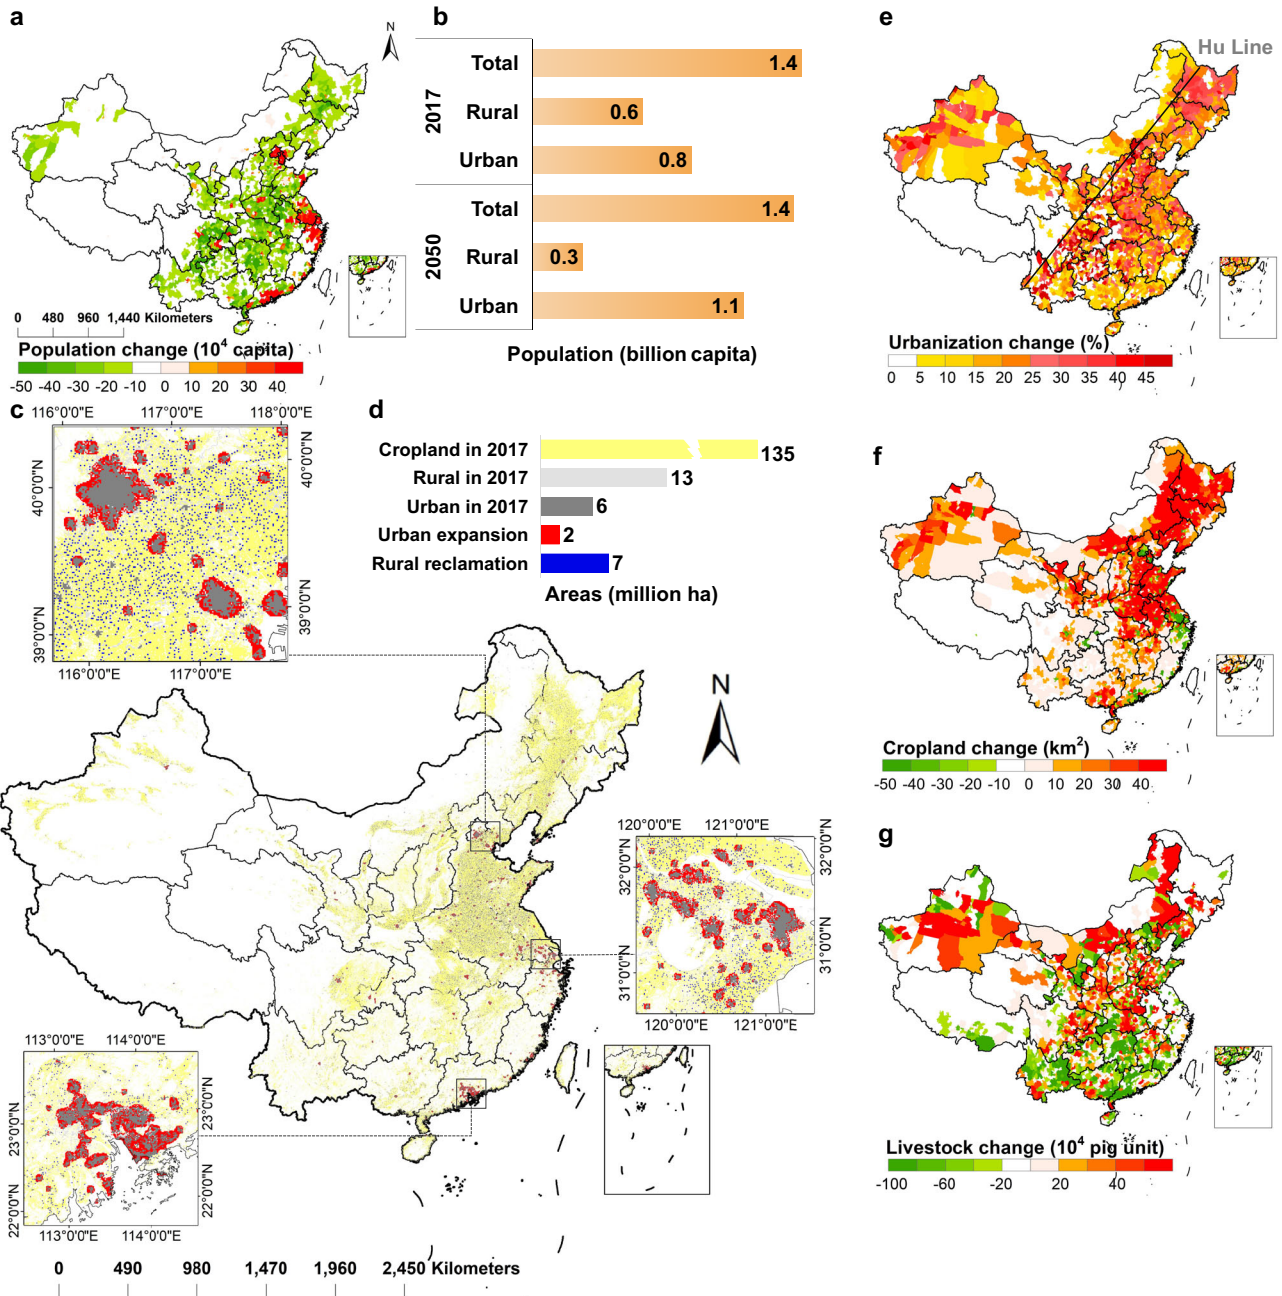 a
N
0 480 960 1,440 Kilometers
Population change (10⁴ capita)
-50 -40 -30 -20 -10 0 10 20 30 40
b
2017
Total 1.4
Rural 0.6
Urban 0.8
2050
Total 1.4
Rural 0.3
Urban 1.1
Population (billion capita)
e
Hu Line
Urbanization change (%)
0 5 10 15 20 25 30 35 40 45
c
116°0'0"E 117°0'0"E 118°0'0"E
40°0'0"N
40°0'0"N
39°0'0"N
39°0'0"N
116°0'0"E 117°0'0"E
d
Cropland in 2017 135
Rural in 2017 13
Urban in 2017 6
Urban expansion 2
Rural reclamation 7
Areas (million ha)
N
120°0'0"E 121°0'0"E
32°0'0"N
32°0'0"N
31°0'0"N
31°0'0"N
120°0'0"E 121°0'0"E
113°0'0"E 114°0'0"E
23°0'0"N
23°0'0"N
22°0'0"N
22°0'0"N
113°0'0"E 114°0'0"E
0 490 980 1,470 1,960 2,450 Kilometers
f
Cropland change (km²)
-50 -40 -30 -20 -10 0 10 20 30 40
g
Livestock change (10⁴ pig unit)
-100 -60 -20 20 40